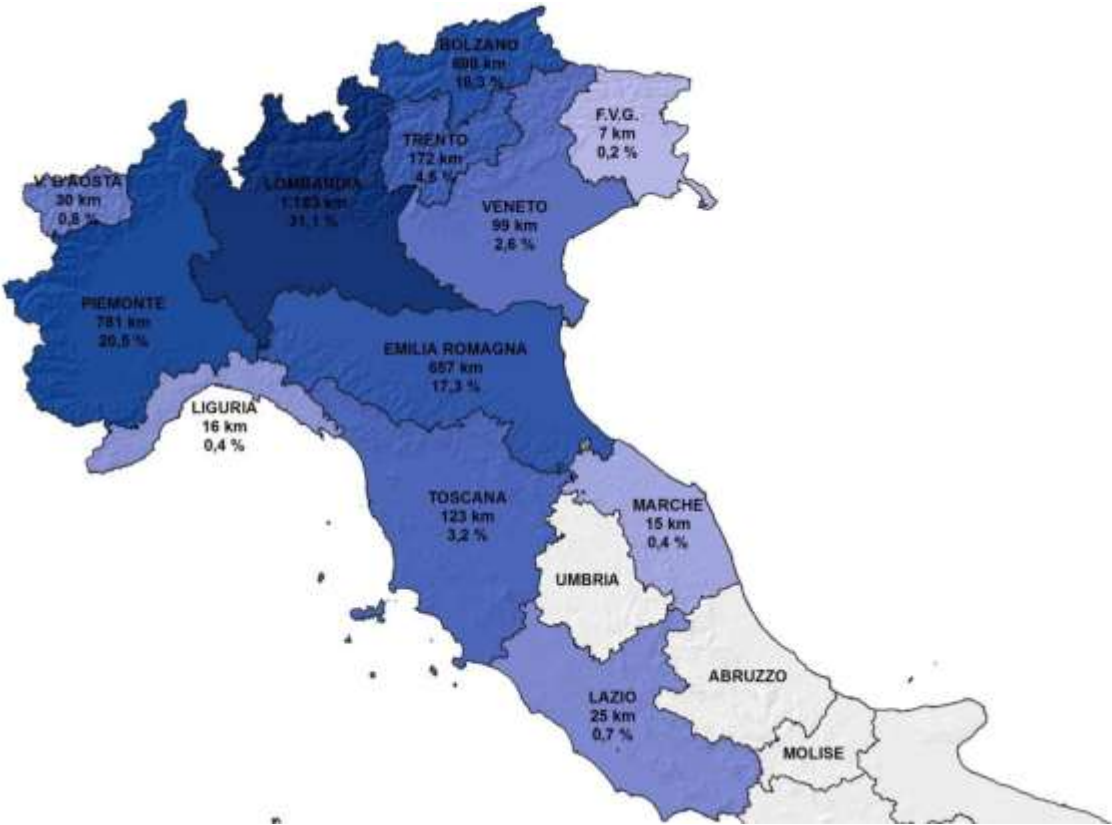 BOLZANO
698 km
18,3 %
F.V.G.
7 km
0,2 %
TRENTO
172 km
4,5 %
V. D'AOSTA
30 km
0,8 %
LOMBARDIA
1.183 km
31,1 %
VENETO
99 km
2,6 %
PIEMONTE
781 km
20,5 %
EMILIA ROMAGNA
657 km
17,3 %
LIGURIA
16 km
0,4 %
TOSCANA
123 km
3,2 %
MARCHE
15 km
0,4 %
UMBRIA
ABRUZZO
LAZIO
25 km
0,7 %
MOLISE